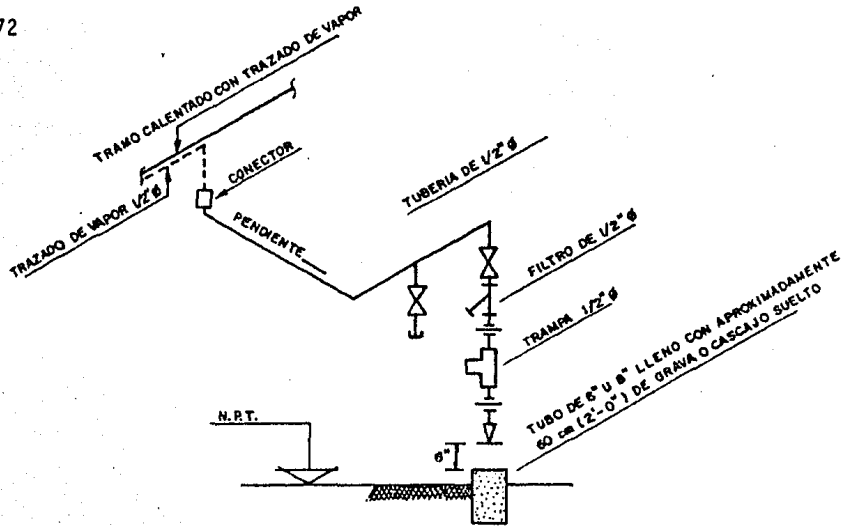 72
TRAMO CALENTADO CON TRAZADO DE VAPOR
CONECTOR
TRAZADO DE VAPOR 1/2" Ø
PENDIENTE
TUBERIA DE 1/2" Ø
FILTRO DE 1/2" Ø
TRAMPA 1/2" Ø
TUBO DE 6" U 8" LLENO CON APROXIMADAMENTE
60 cm (2'-0") DE GRAVA O CASCAJO SUELTO
N.P.T.
6"